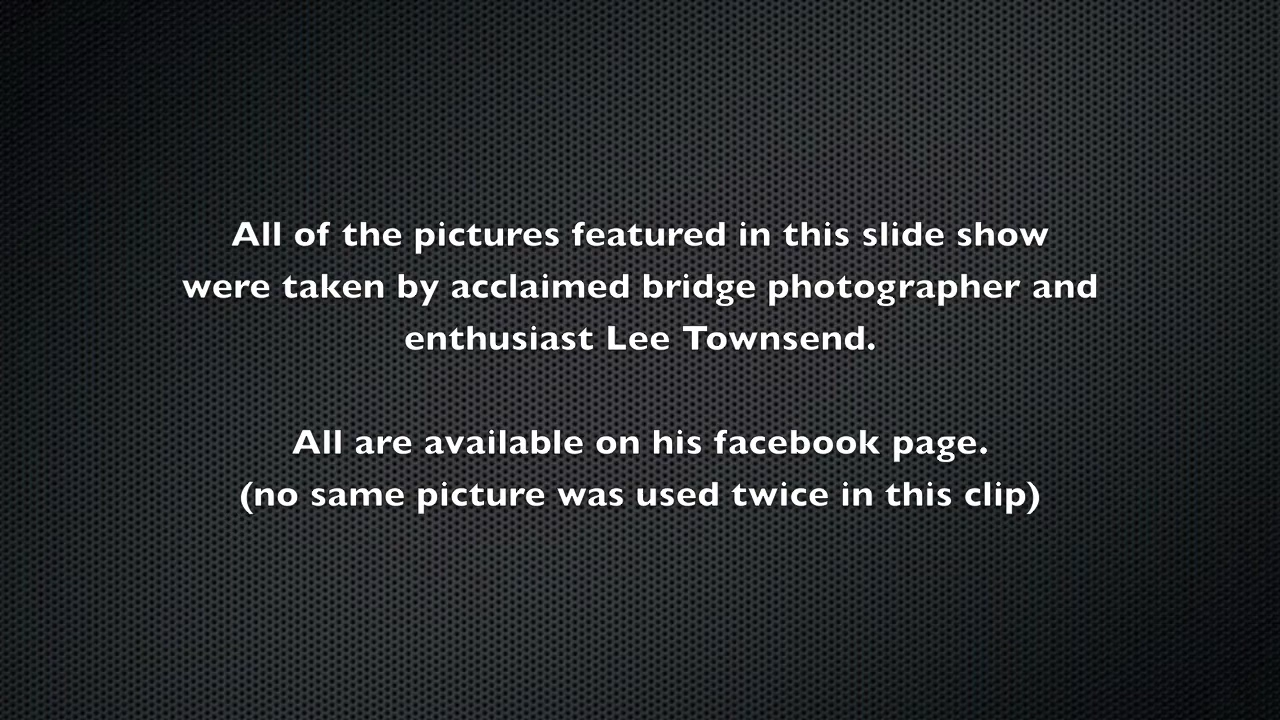 All of the pictures featured in this slide show
were taken by acclaimed bridge photographer and
enthusiast Lee Townsend.
All are available on his facebook page.
(no same picture was used twice in this clip)